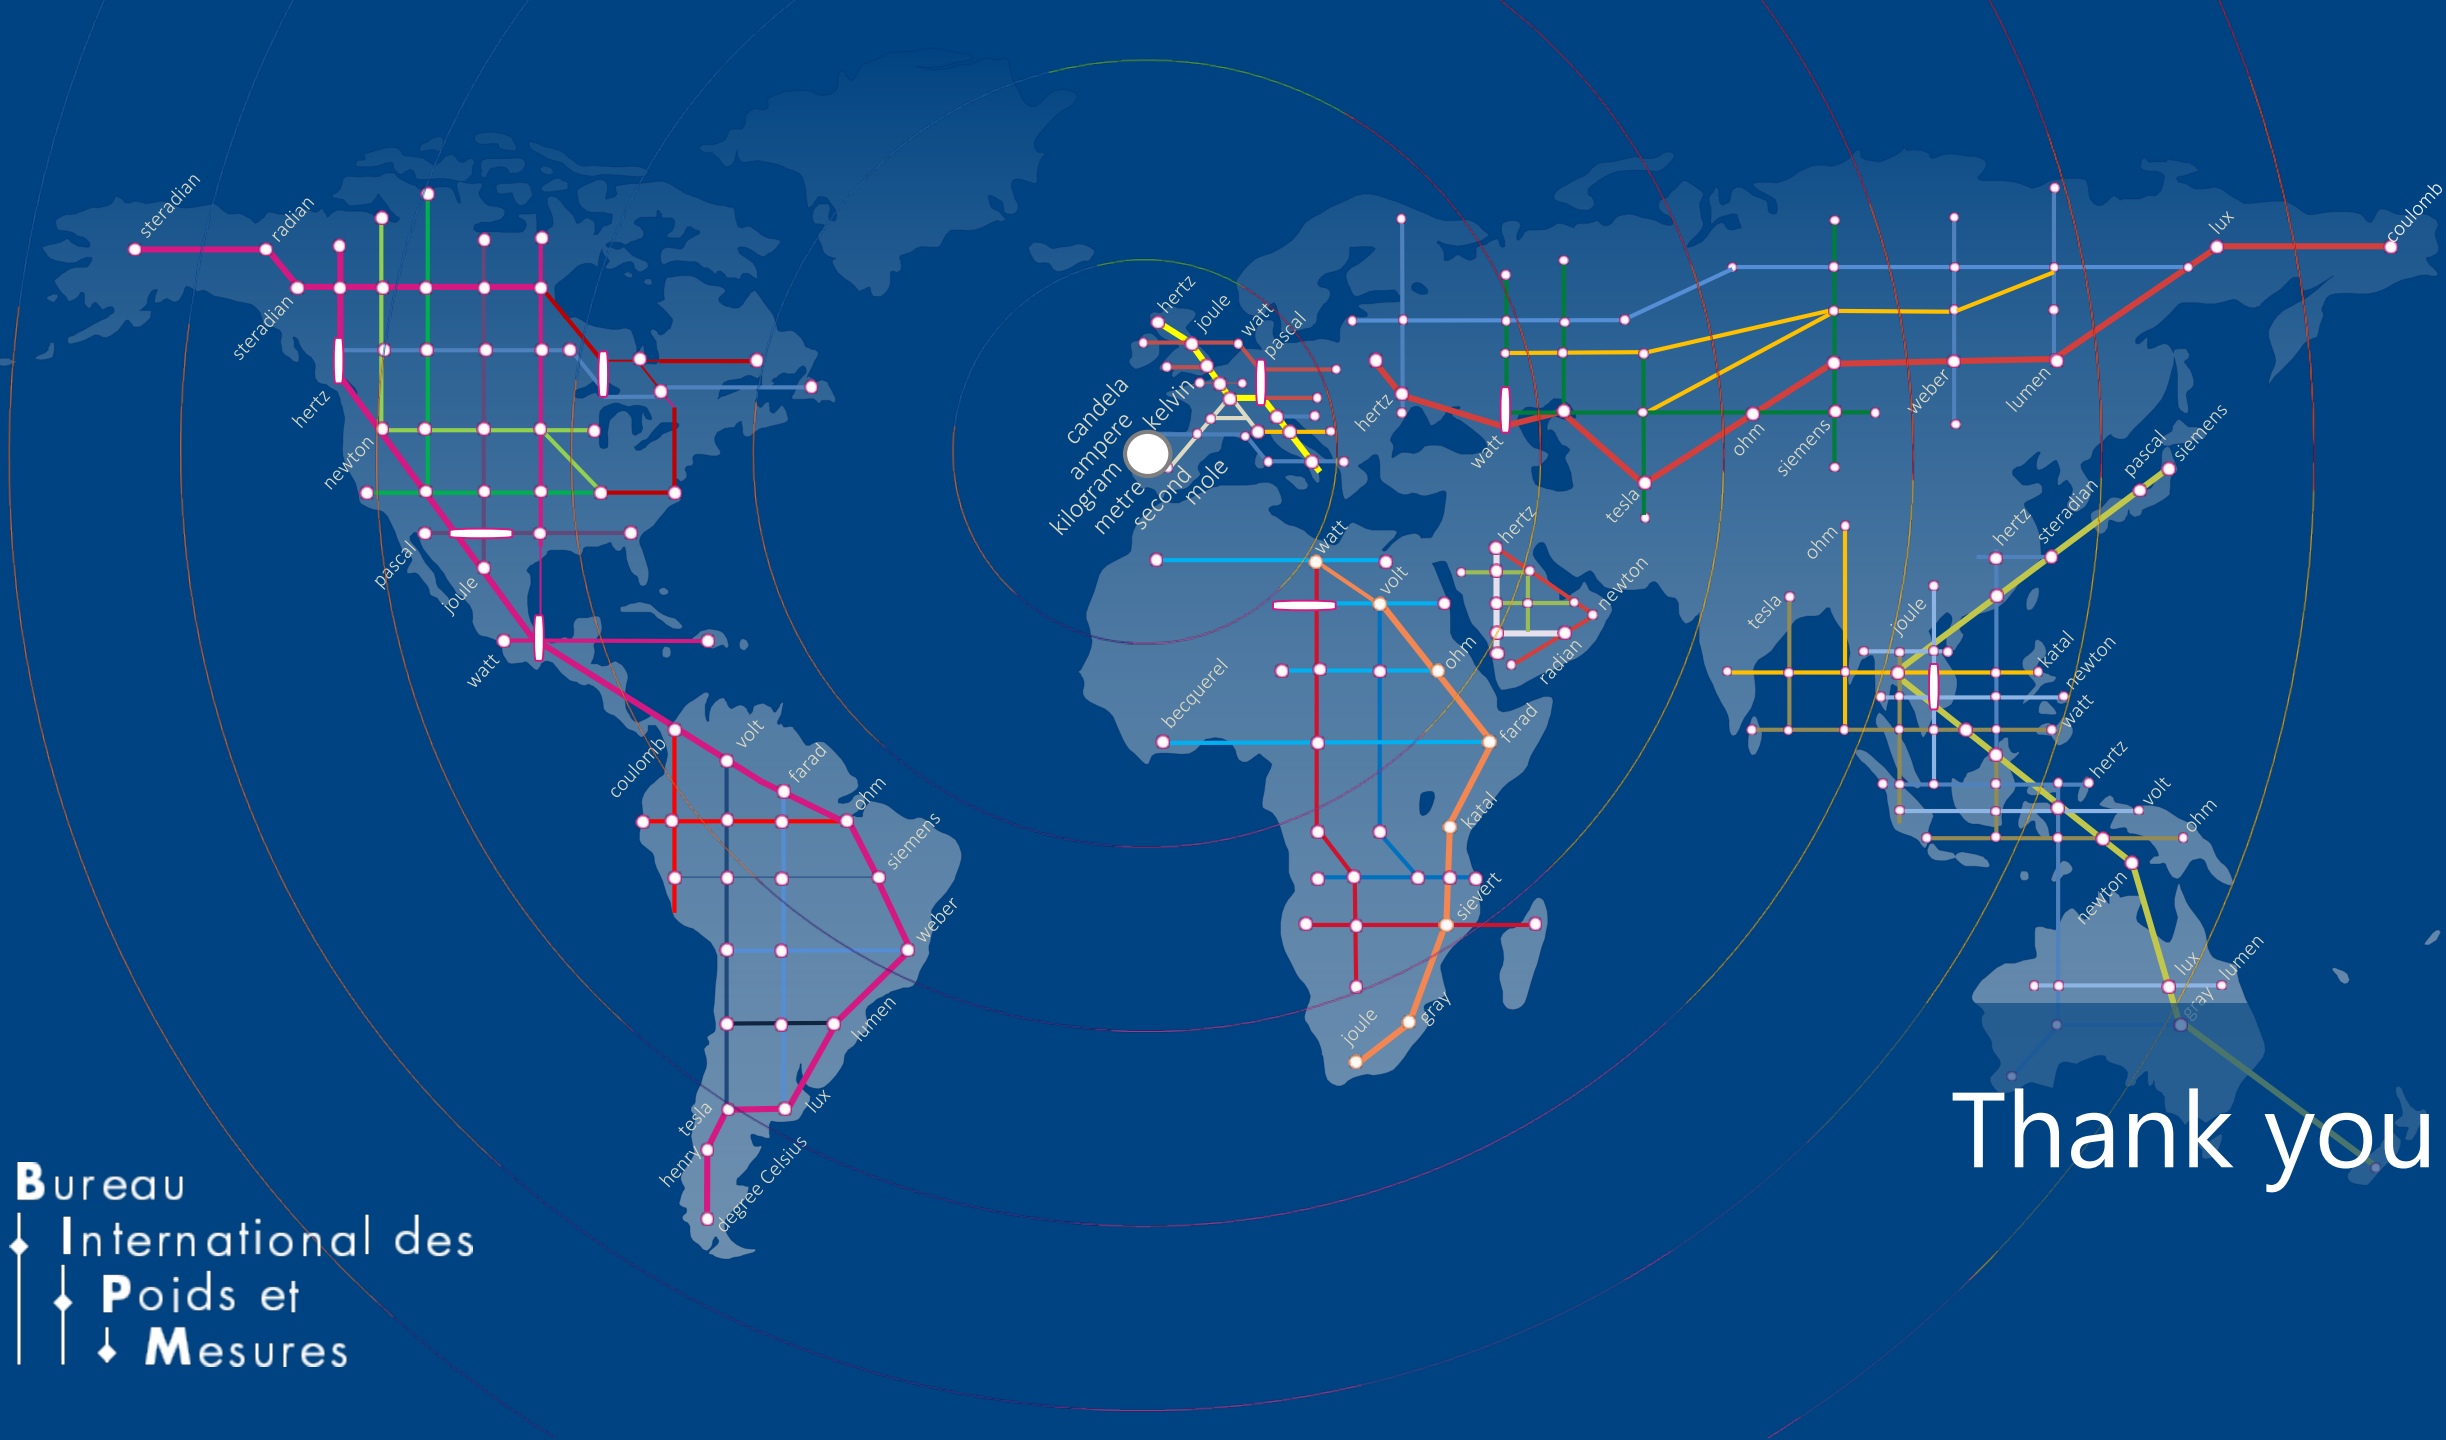 steradian
radian
steradian
hertz
newton
pascal
joule
watt
coulomb
volt
farad
ohm
siemens
weber
lumen
lux
tesla
henry
degree Celsius
hertz
joule
watt
pascal
candela
ampere
kelvin
kilogram
metre
second
mole
watt
volt
ohm
becquerel
farad
katal
sievert
gray
joule
hertz
newton
radian
hertz
watt
tesla
ohm
siemens
weber
lumen
lux
coulomb
ohm
tesla
joule
hertz
steradian
pascal
siemens
katal
newton
watt
hertz
volt
ohm
newton
lux
lumen
gray
Thank you
Bureau
International des
Poids et
Mesures